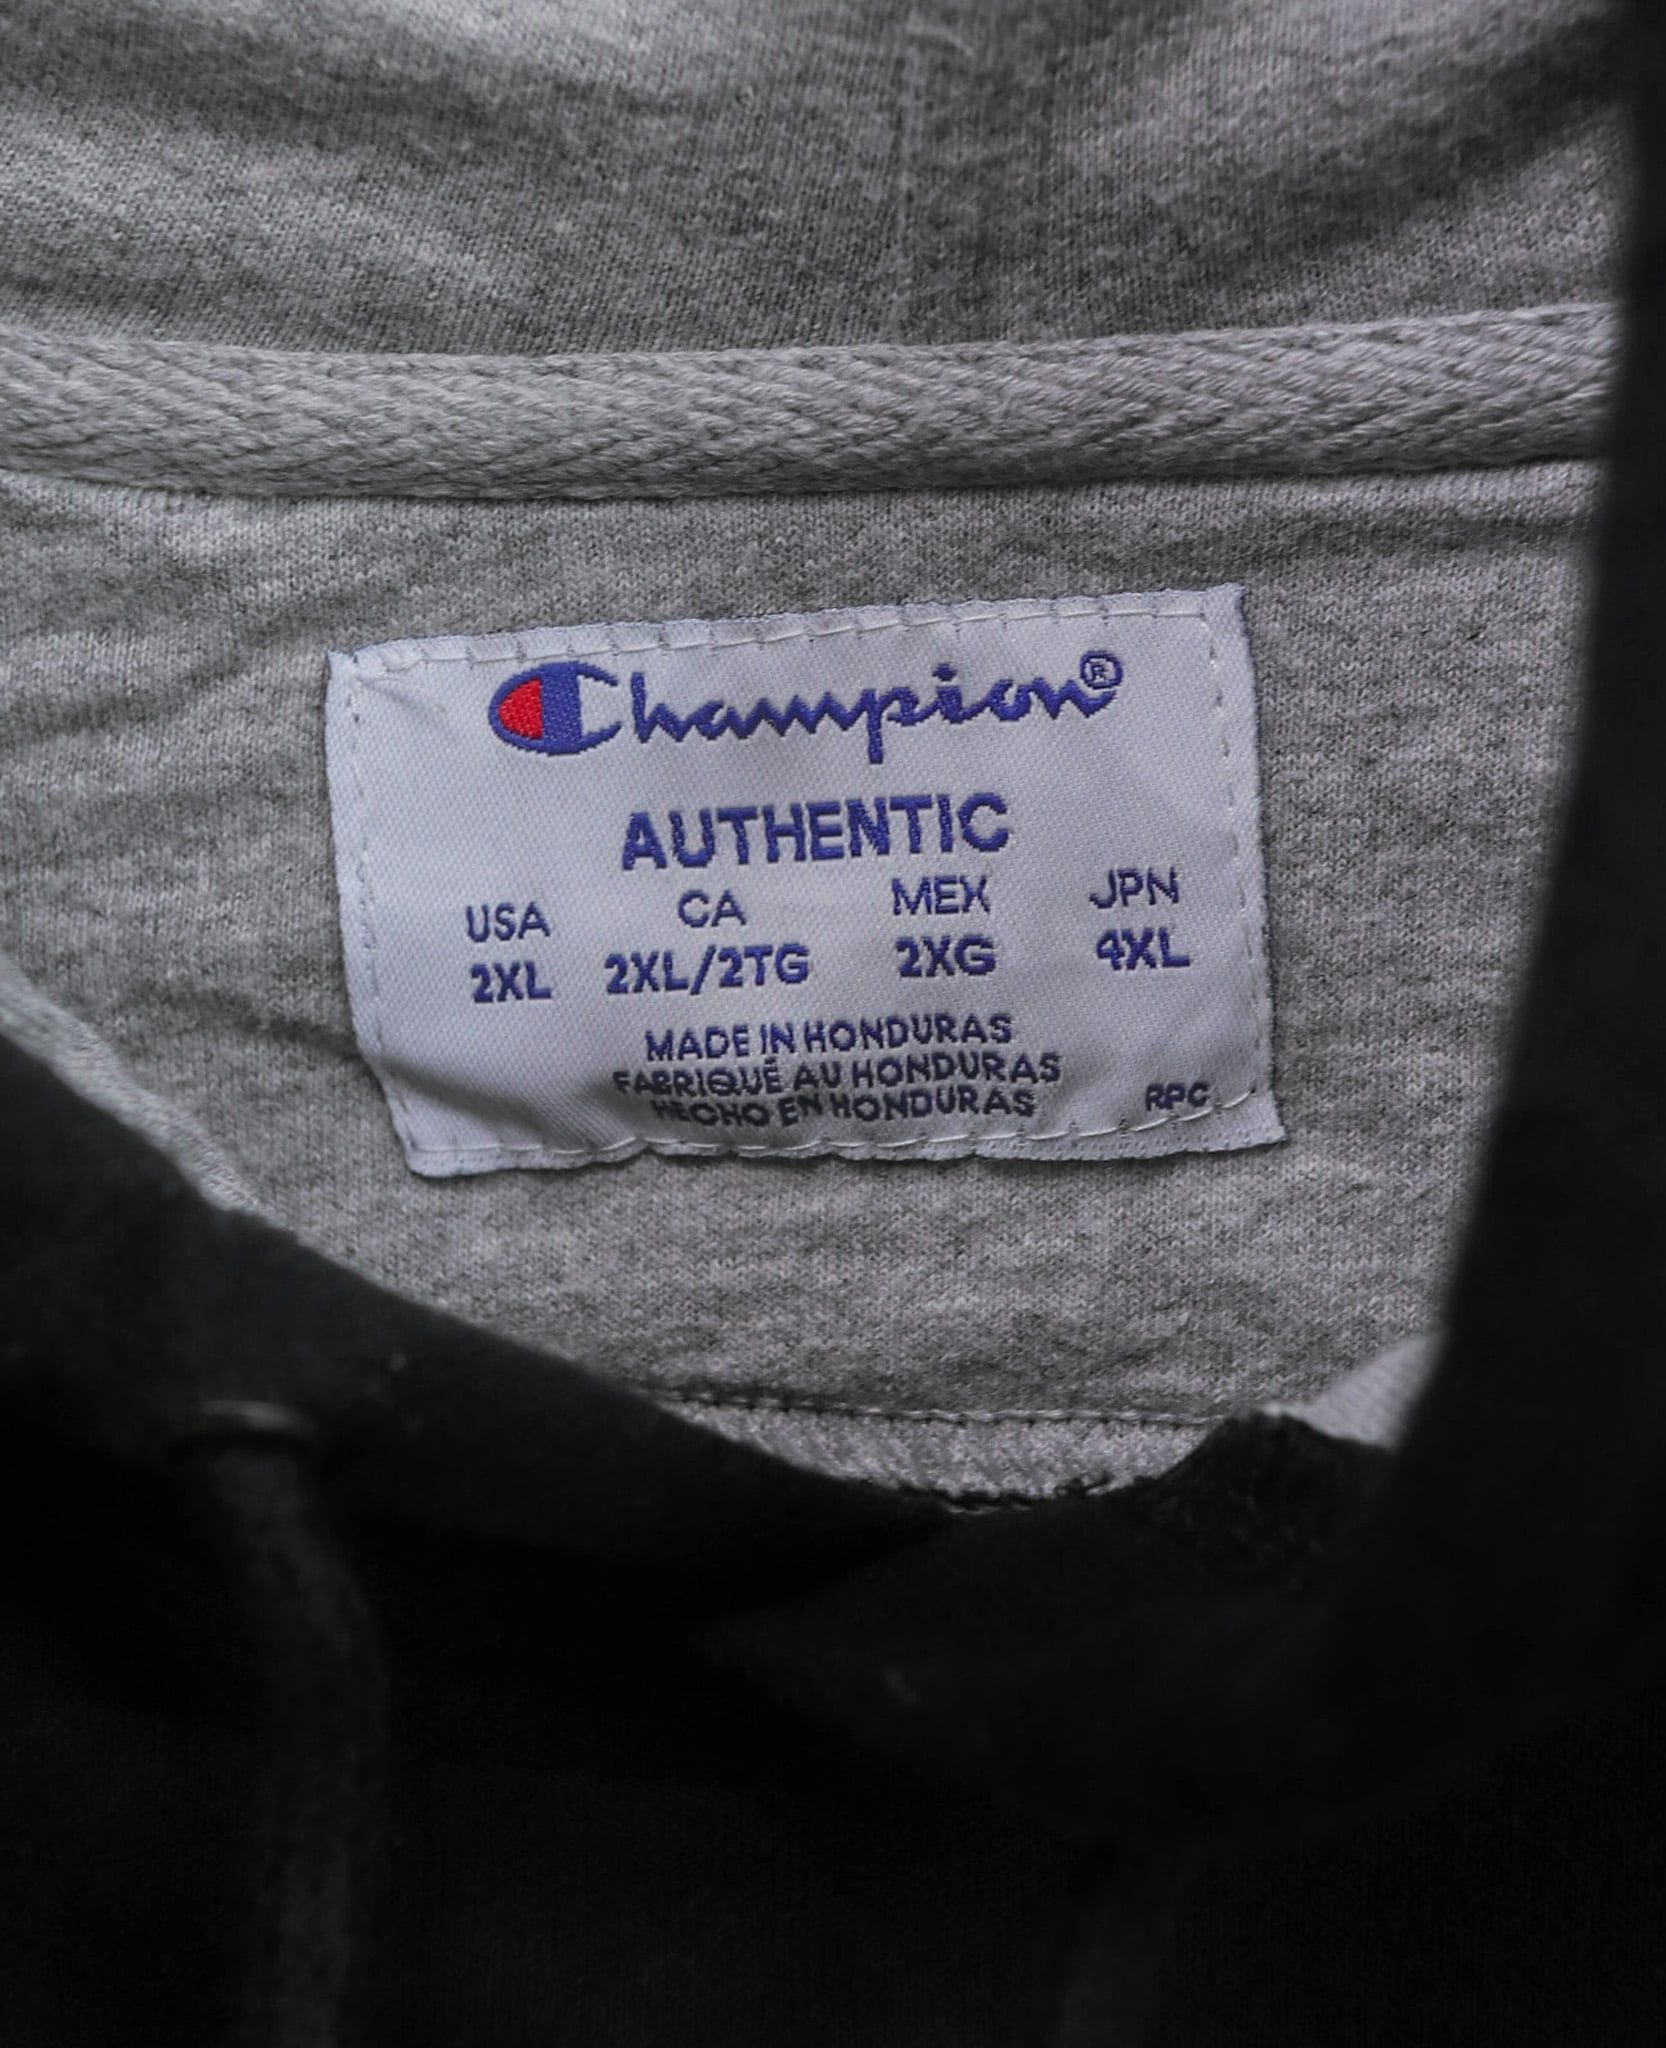 Champion®
AUTHENTIC
USA CA MEX JPN
2XL 2XL/2TG 2XG 4XL
MADE IN HONDURAS
FABRIQUÉ AU HONDURAS
HECHO EN HONDURAS RPC